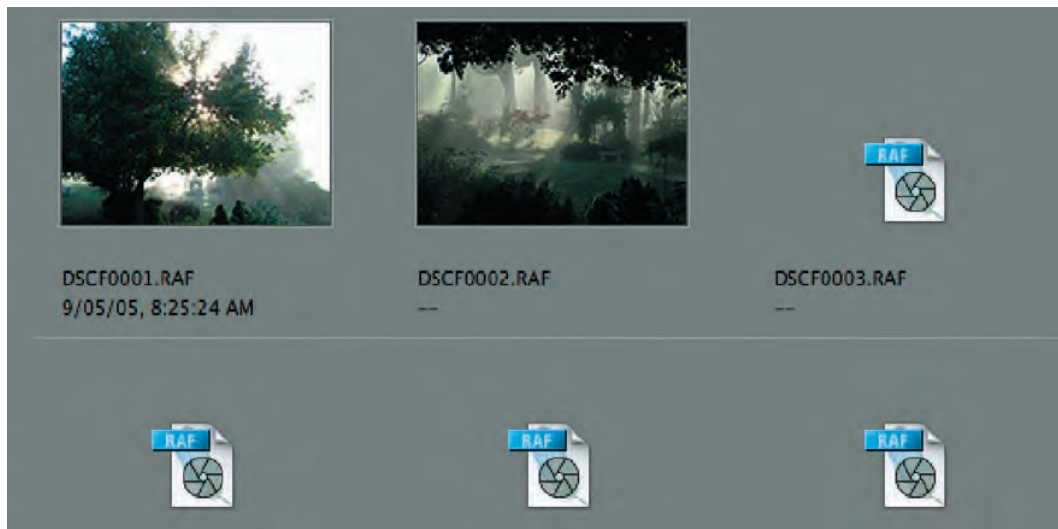 RAF
DSCF0001.RAF
DSCF0002.RAF
DSCF0003.RAF
9/05/05, 8:25:24 AM
--
--
RAF
RAF
RAF